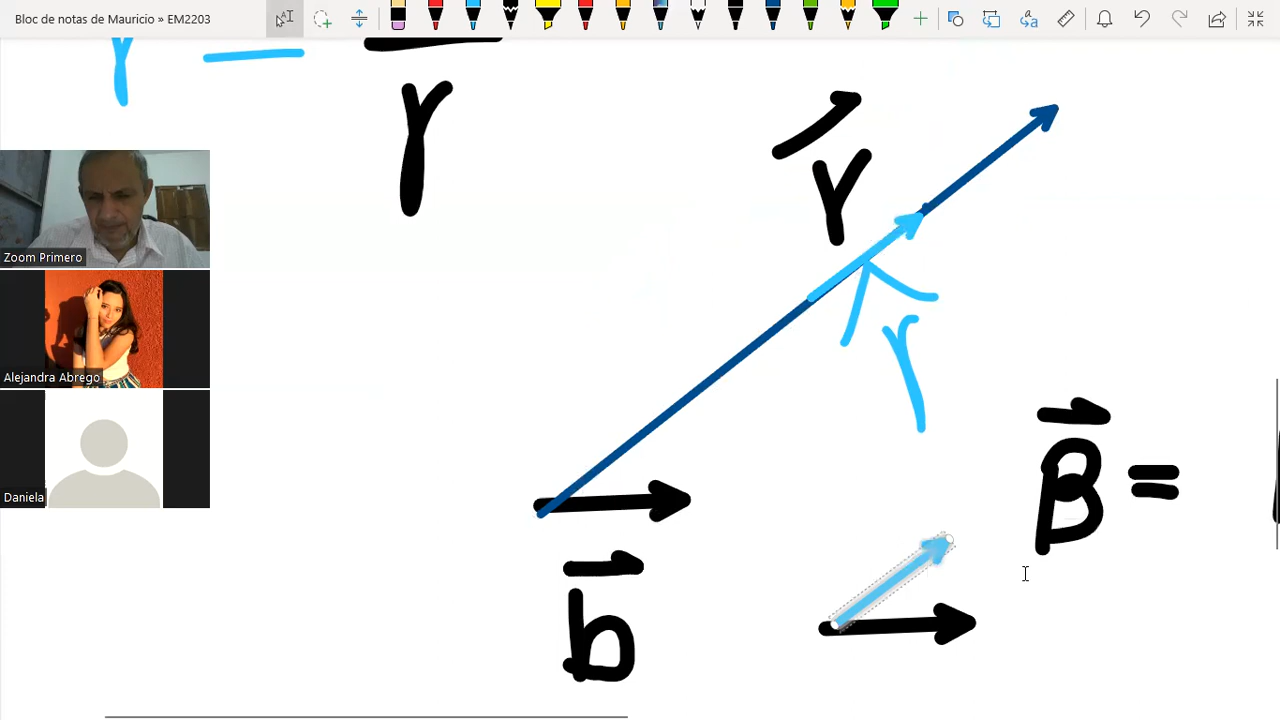 Bloc de notas de Mauricio » EM2203
r =
r
r
r
B =
b
Zoom Primero
Alejandra Abrego
Daniela